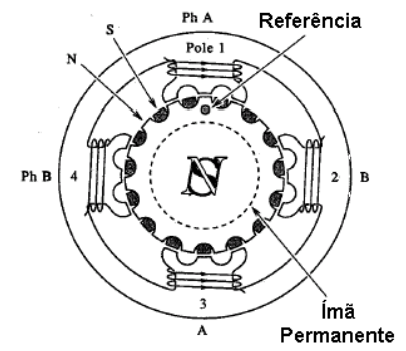 Ph A
Referência
S
Pole 1
N
Ph B
4
N
S
2
B
3
A
Ímã
Permanente